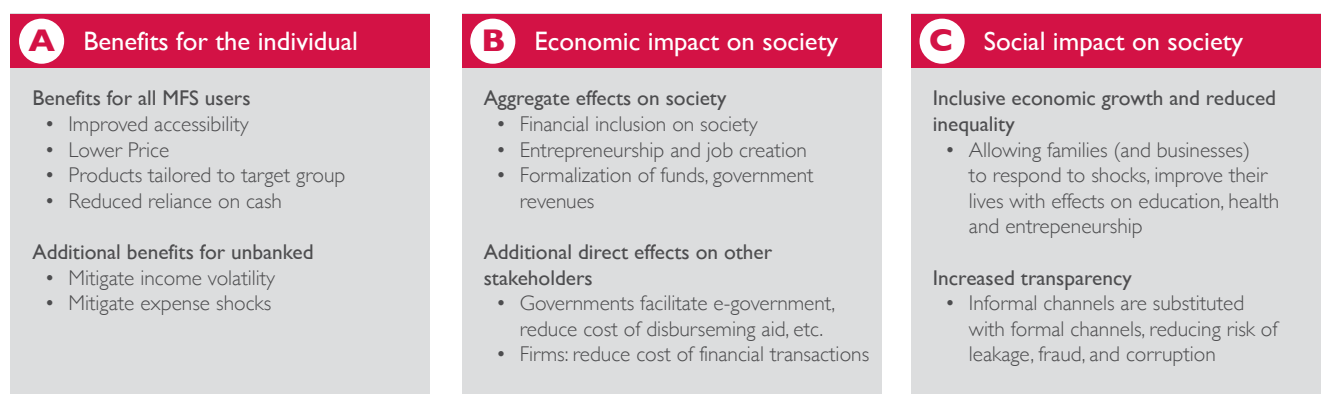 A Benefits for the individual
Benefits for all MFS users
• Improved accessibility
• Lower Price
• Products tailored to target group
• Reduced reliance on cash
Additional benefits for unbanked
• Mitigate income volatility
• Mitigate expense shocks
B Economic impact on society
Aggregate effects on society
• Financial inclusion on society
• Entrepreneurship and job creation
• Formalization of funds, government
revenues
Additional direct effects on other
stakeholders
• Governments facilitate e-government,
reduce cost of disburseming aid, etc.
• Firms: reduce cost of financial transactions
C Social impact on society
Inclusive economic growth and reduced
inequality
• Allowing families (and businesses)
to respond to shocks, improve their
lives with effects on education, health
and entrepeneurship
Increased transparency
• Informal channels are substituted
with formal channels, reducing risk of
leakage, fraud, and corruption